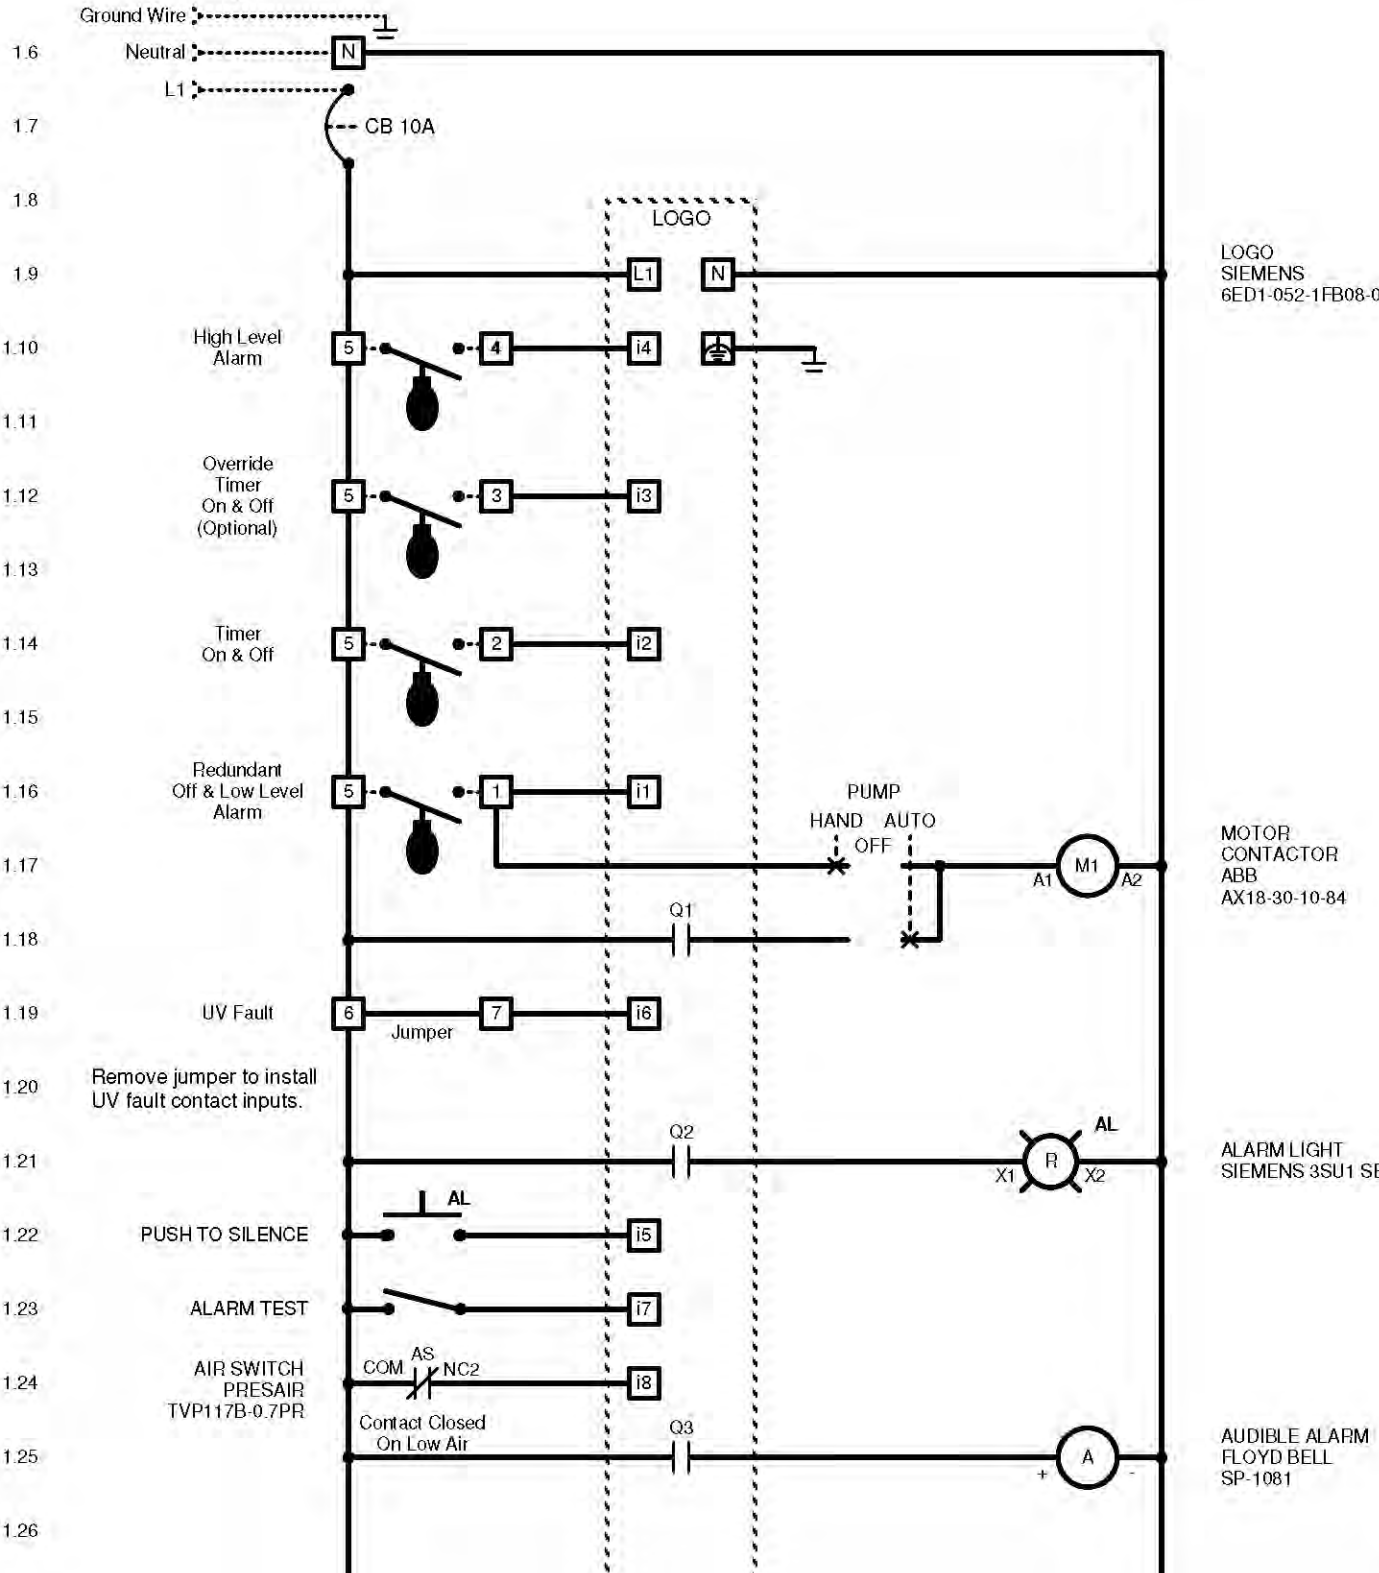 Ground Wire
1.6
Neutral
N
L1
1.7
CB 10A
1.8
LOGO
1.9
L1
N
LOGO
SIEMENS
6ED1-052-1FB08-0
1.10
High Level
Alarm
5
4
i4
1.11
1.12
Override
Timer
On & Off
(Optional)
5
3
i3
1.13
1.14
Timer
On & Off
5
2
i2
1.15
1.16
Redundant
Off & Low Level
Alarm
5
1
i1
PUMP
HAND
AUTO
OFF
1.17
A1
M1
A2
MOTOR
CONTACTOR
ABB
AX18-30-10-84
1.18
Q1
1.19
UV Fault
6
Jumper
7
i6
1.20
Remove jumper to install
UV fault contact inputs.
1.21
Q2
AL
X1
R
X2
ALARM LIGHT
SIEMENS 3SU1 SE
1.22
PUSH TO SILENCE
AL
i5
1.23
ALARM TEST
i7
1.24
AIR SWITCH
PRESAIR
TVP117B-0.7PR
COM
AS
NC2
i8
Contact Closed
On Low Air
1.25
Q3
+
A
-
AUDIBLE ALARM
FLOYD BELL
SP-1081
1.26